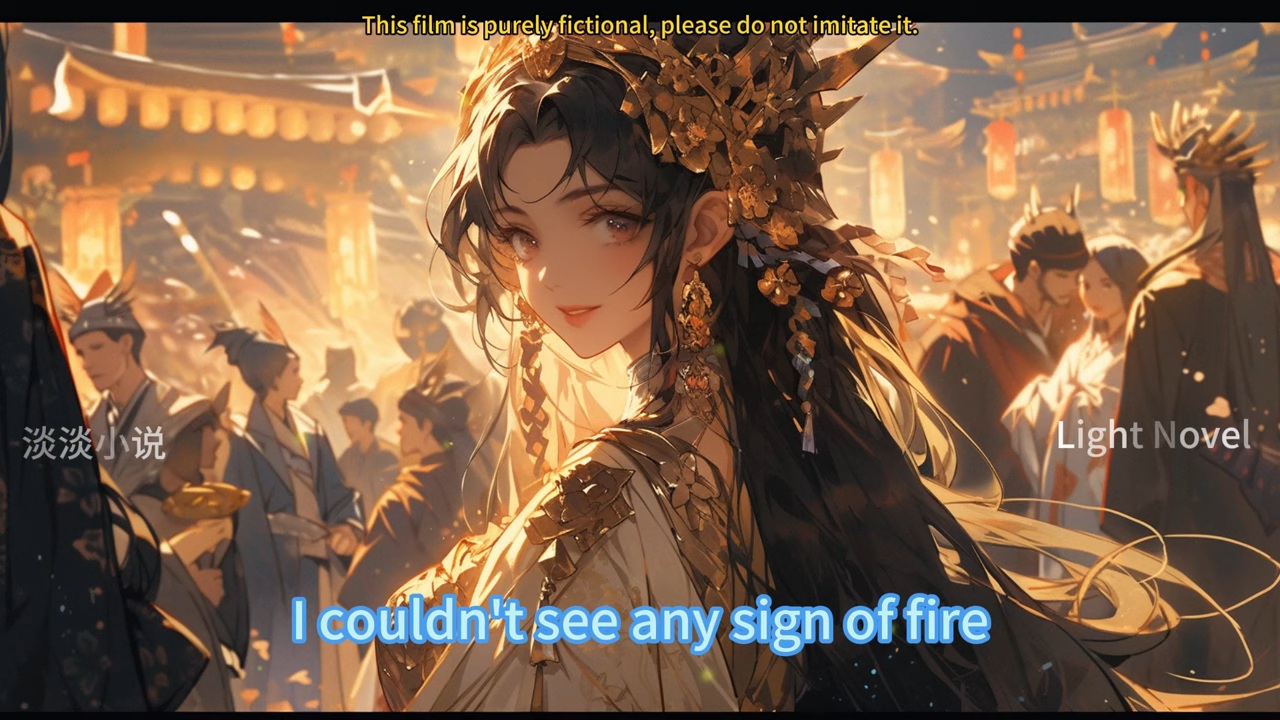 This film is purely fictional, please do not imitate it.
淡淡小说
Light Novel
I couldn't see any sign of fire